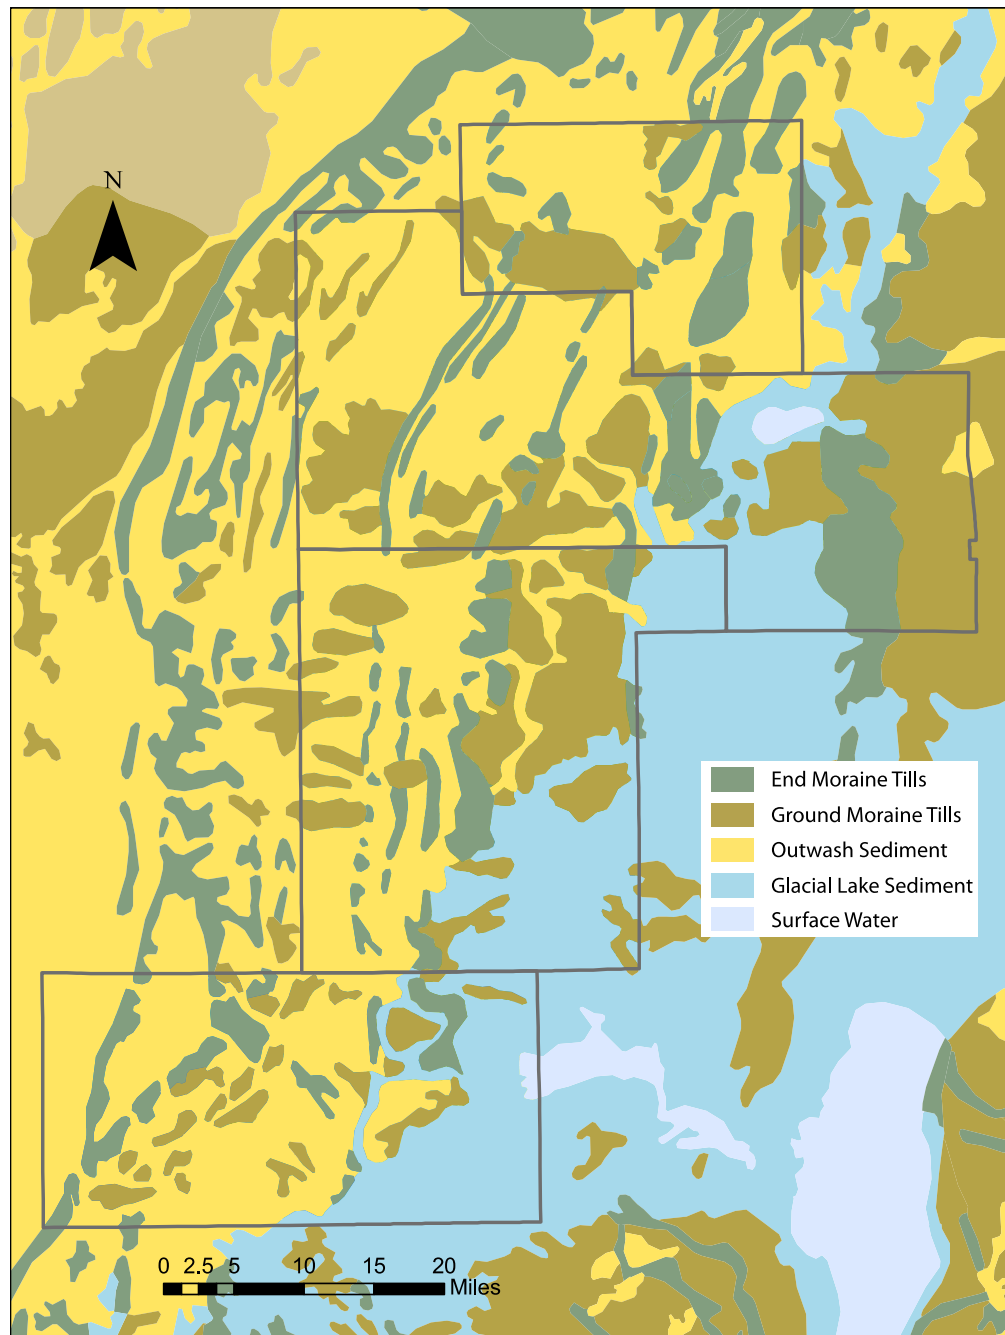 N
End Moraine Tills
Ground Moraine Tills
Outwash Sediment
Glacial Lake Sediment
Surface Water
0 2.5 5 10 15 20
Miles